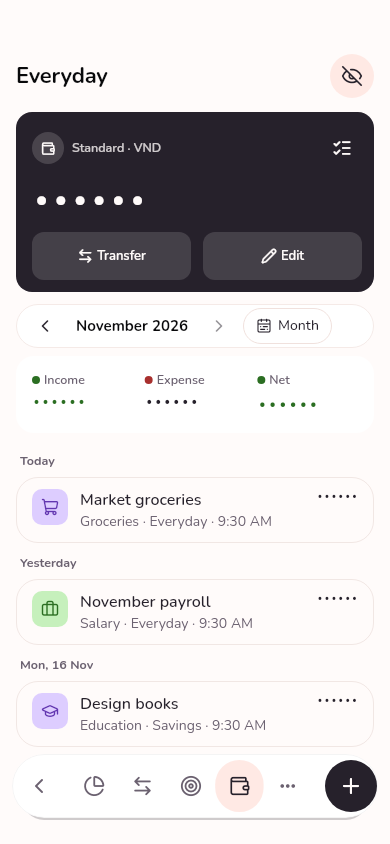 Everyday
Standard · VND
••••••
Transfer
Edit
November 2026
Month
Income
Expense
Net
••••••
••••••
••••••
Today
Market groceries
••••••
Groceries · Everyday · 9:30 AM
Yesterday
November payroll
••••••
Salary · Everyday · 9:30 AM
Mon, 16 Nov
Design books
••••••
Education · Savings · 9:30 AM